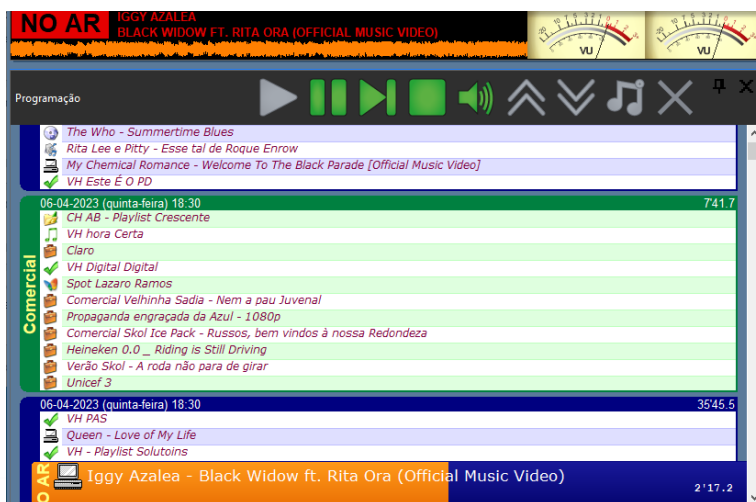 NO AR
IGGY AZALEA
BLACK WIDOW FT. RITA ORA (OFFICIAL MUSIC VIDEO)
VU
VU
Programação
The Who - Summertime Blues
Rita Lee e Pitty - Esse tal de Roque Enrow
My Chemical Romance - Welcome To The Black Parade [Official Music Video]
VH Este É O PD
06-04-2023 (quinta-feira) 18:30 7'41.7
Comercial
CH AB - Playlist Crescente
VH hora Certa
Claro
VH Digital Digital
Spot Lazaro Ramos
Comercial Velhinha Sadia - Nem a pau Juvenal
Propaganda engraçada da Azul - 1080p
Comercial Skol Ice Pack - Russos, bem vindos à nossa Redondeza
Heineken 0.0 _ Riding is Still Driving
Verão Skol - A roda não para de girar
Unicef 3
06-04-2023 (quinta-feira) 18:30 35'45.5
VH PAS
Queen - Love of My Life
VH - Playlist Solutoins
NO AR
Iggy Azalea - Black Widow ft. Rita Ora (Official Music Video)
2'17.2